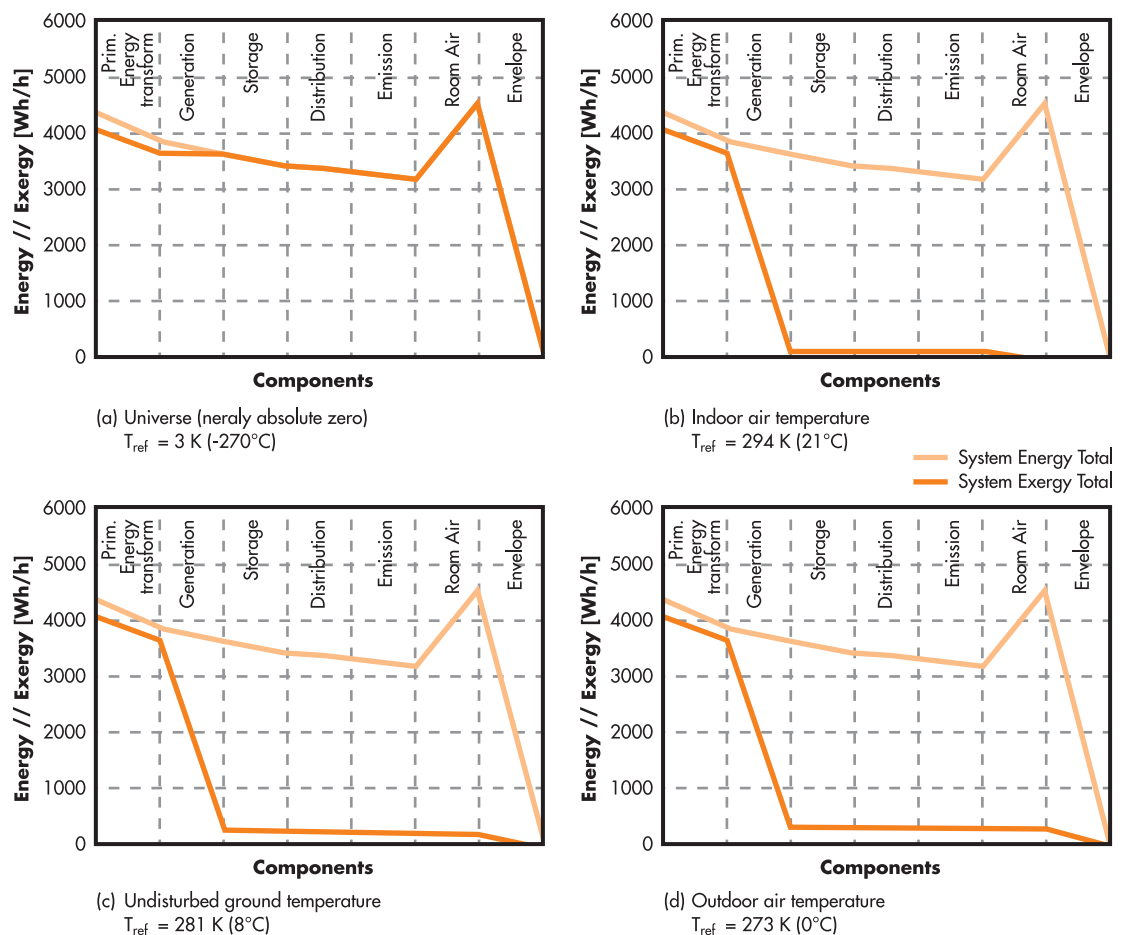 6000
5000
4000
3000
2000
1000
0
Energy // Exergy [Wh/h]
Prim.
Energy
transform
Generation
Storage
Distribution
Emission
Room Air
Envelope
Components
(a) Universe (neraly absolute zero)
Tref = 3 K (-270°C)
6000
5000
4000
3000
2000
1000
0
Energy // Exergy [Wh/h]
Prim.
Energy
transform
Generation
Storage
Distribution
Emission
Room Air
Envelope
Components
(b) Indoor air temperature
Tref = 294 K (21°C)
System Energy Total
System Exergy Total
6000
5000
4000
3000
2000
1000
0
Energy // Exergy [Wh/h]
Prim.
Energy
transform
Generation
Storage
Distribution
Emission
Room Air
Envelope
Components
(c) Undisturbed ground temperature
Tref = 281 K (8°C)
6000
5000
4000
3000
2000
1000
0
Energy // Exergy [Wh/h]
Prim.
Energy
transform
Generation
Storage
Distribution
Emission
Room Air
Envelope
Components
(d) Outdoor air temperature
Tref = 273 K (0°C)